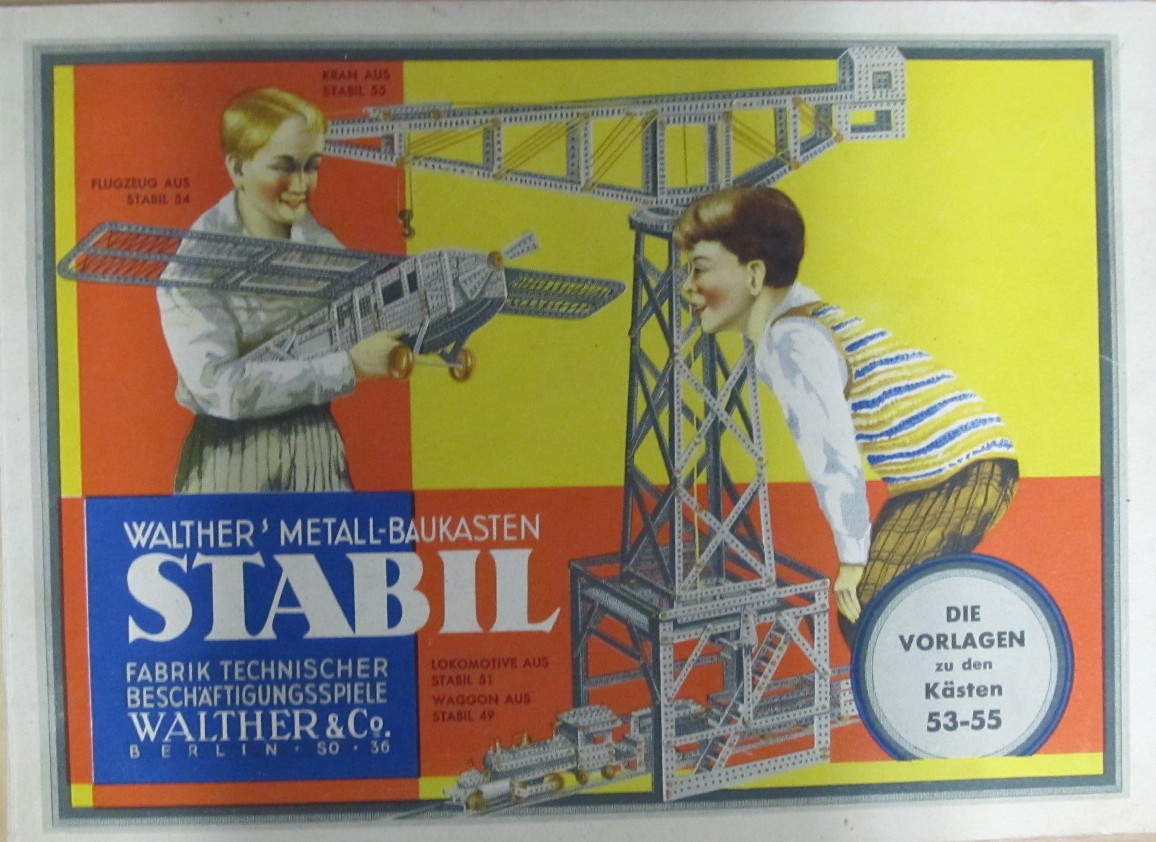 KRAN AUS
STABIL 55
FLUGZEUG AUS
STABIL 54
WALTHER'S METALL-BAUKASTEN
STABIL
FABRIK TECHNISCHER
BESCHÄFTIGUNGSSPIELE
WALTHER & Co.
BERLIN · SO · 36
LOKOMOTIVE AUS
STABIL 51
WAGGON AUS
STABIL 49
DIE
VORLAGEN
zu den
Kästen
53-55